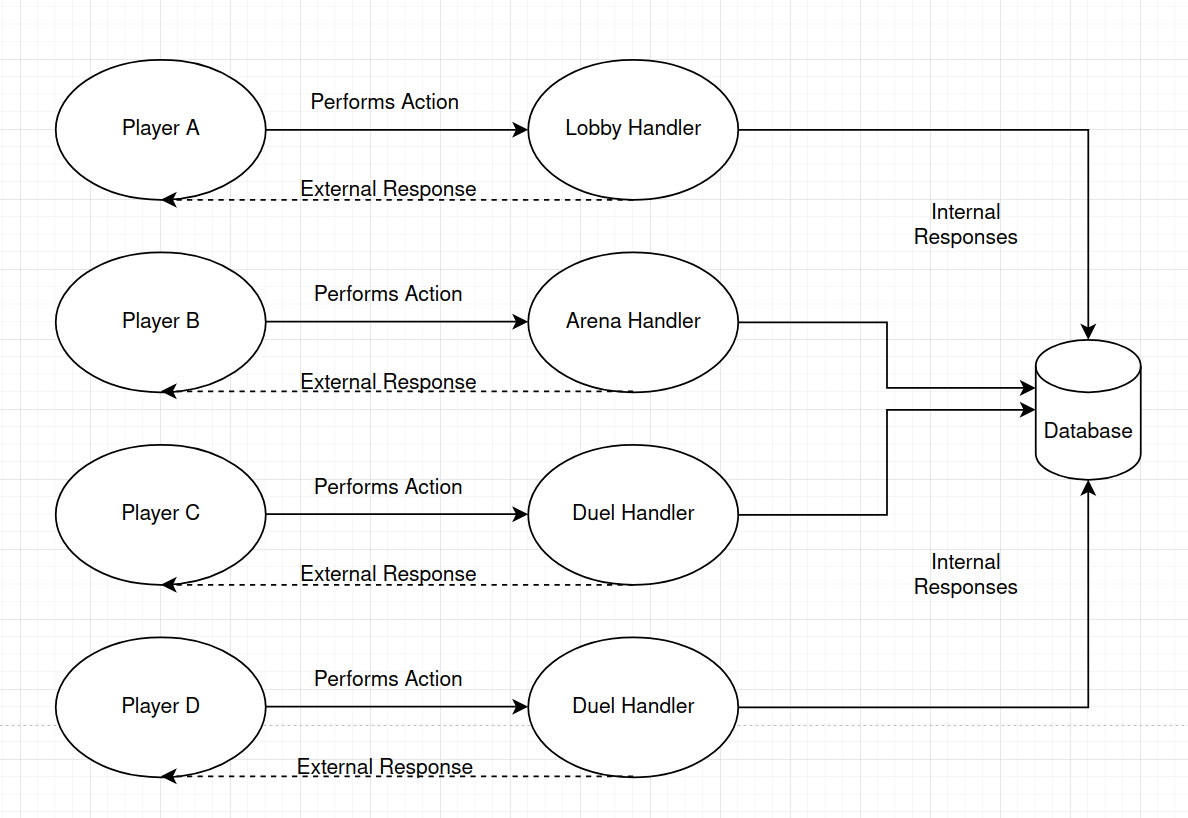 Performs Action
Player A
Lobby Handler
External Response
Internal
Responses
Performs Action
Player B
Arena Handler
External Response
Database
Performs Action
Player C
Duel Handler
External Response
Internal
Responses
Performs Action
Player D
Duel Handler
External Response